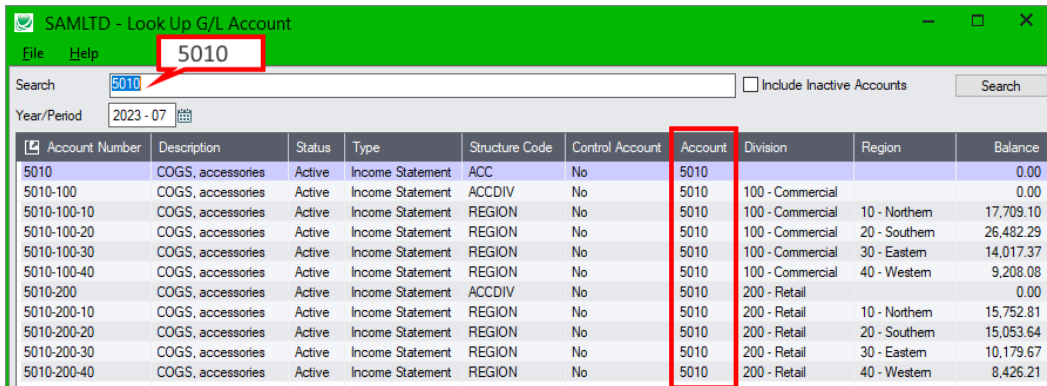 SAMLTD - Look Up G/L Account
File Help
5010
Search 5010 Include Inactive Accounts Search
Year/Period 2023 - 07
Account Number Description Status Type Structure Code Control Account Account Division Region Balance
5010 COGS, accessories Active Income Statement ACC No 5010 0.00
5010-100 COGS, accessories Active Income Statement ACCDIV No 5010 100 - Commercial 0.00
5010-100-10 COGS, accessories Active Income Statement REGION No 5010 100 - Commercial 10 - Northern 17,709.10
5010-100-20 COGS, accessories Active Income Statement REGION No 5010 100 - Commercial 20 - Southern 26,482.29
5010-100-30 COGS, accessories Active Income Statement REGION No 5010 100 - Commercial 30 - Eastern 14,017.37
5010-100-40 COGS, accessories Active Income Statement REGION No 5010 100 - Commercial 40 - Western 9,208.08
5010-200 COGS, accessories Active Income Statement ACCDIV No 5010 200 - Retail 0.00
5010-200-10 COGS, accessories Active Income Statement REGION No 5010 200 - Retail 10 - Northern 15,752.81
5010-200-20 COGS, accessories Active Income Statement REGION No 5010 200 - Retail 20 - Southern 15,053.64
5010-200-30 COGS, accessories Active Income Statement REGION No 5010 200 - Retail 30 - Eastern 10,179.67
5010-200-40 COGS, accessories Active Income Statement REGION No 5010 200 - Retail 40 - Western 8,426.21